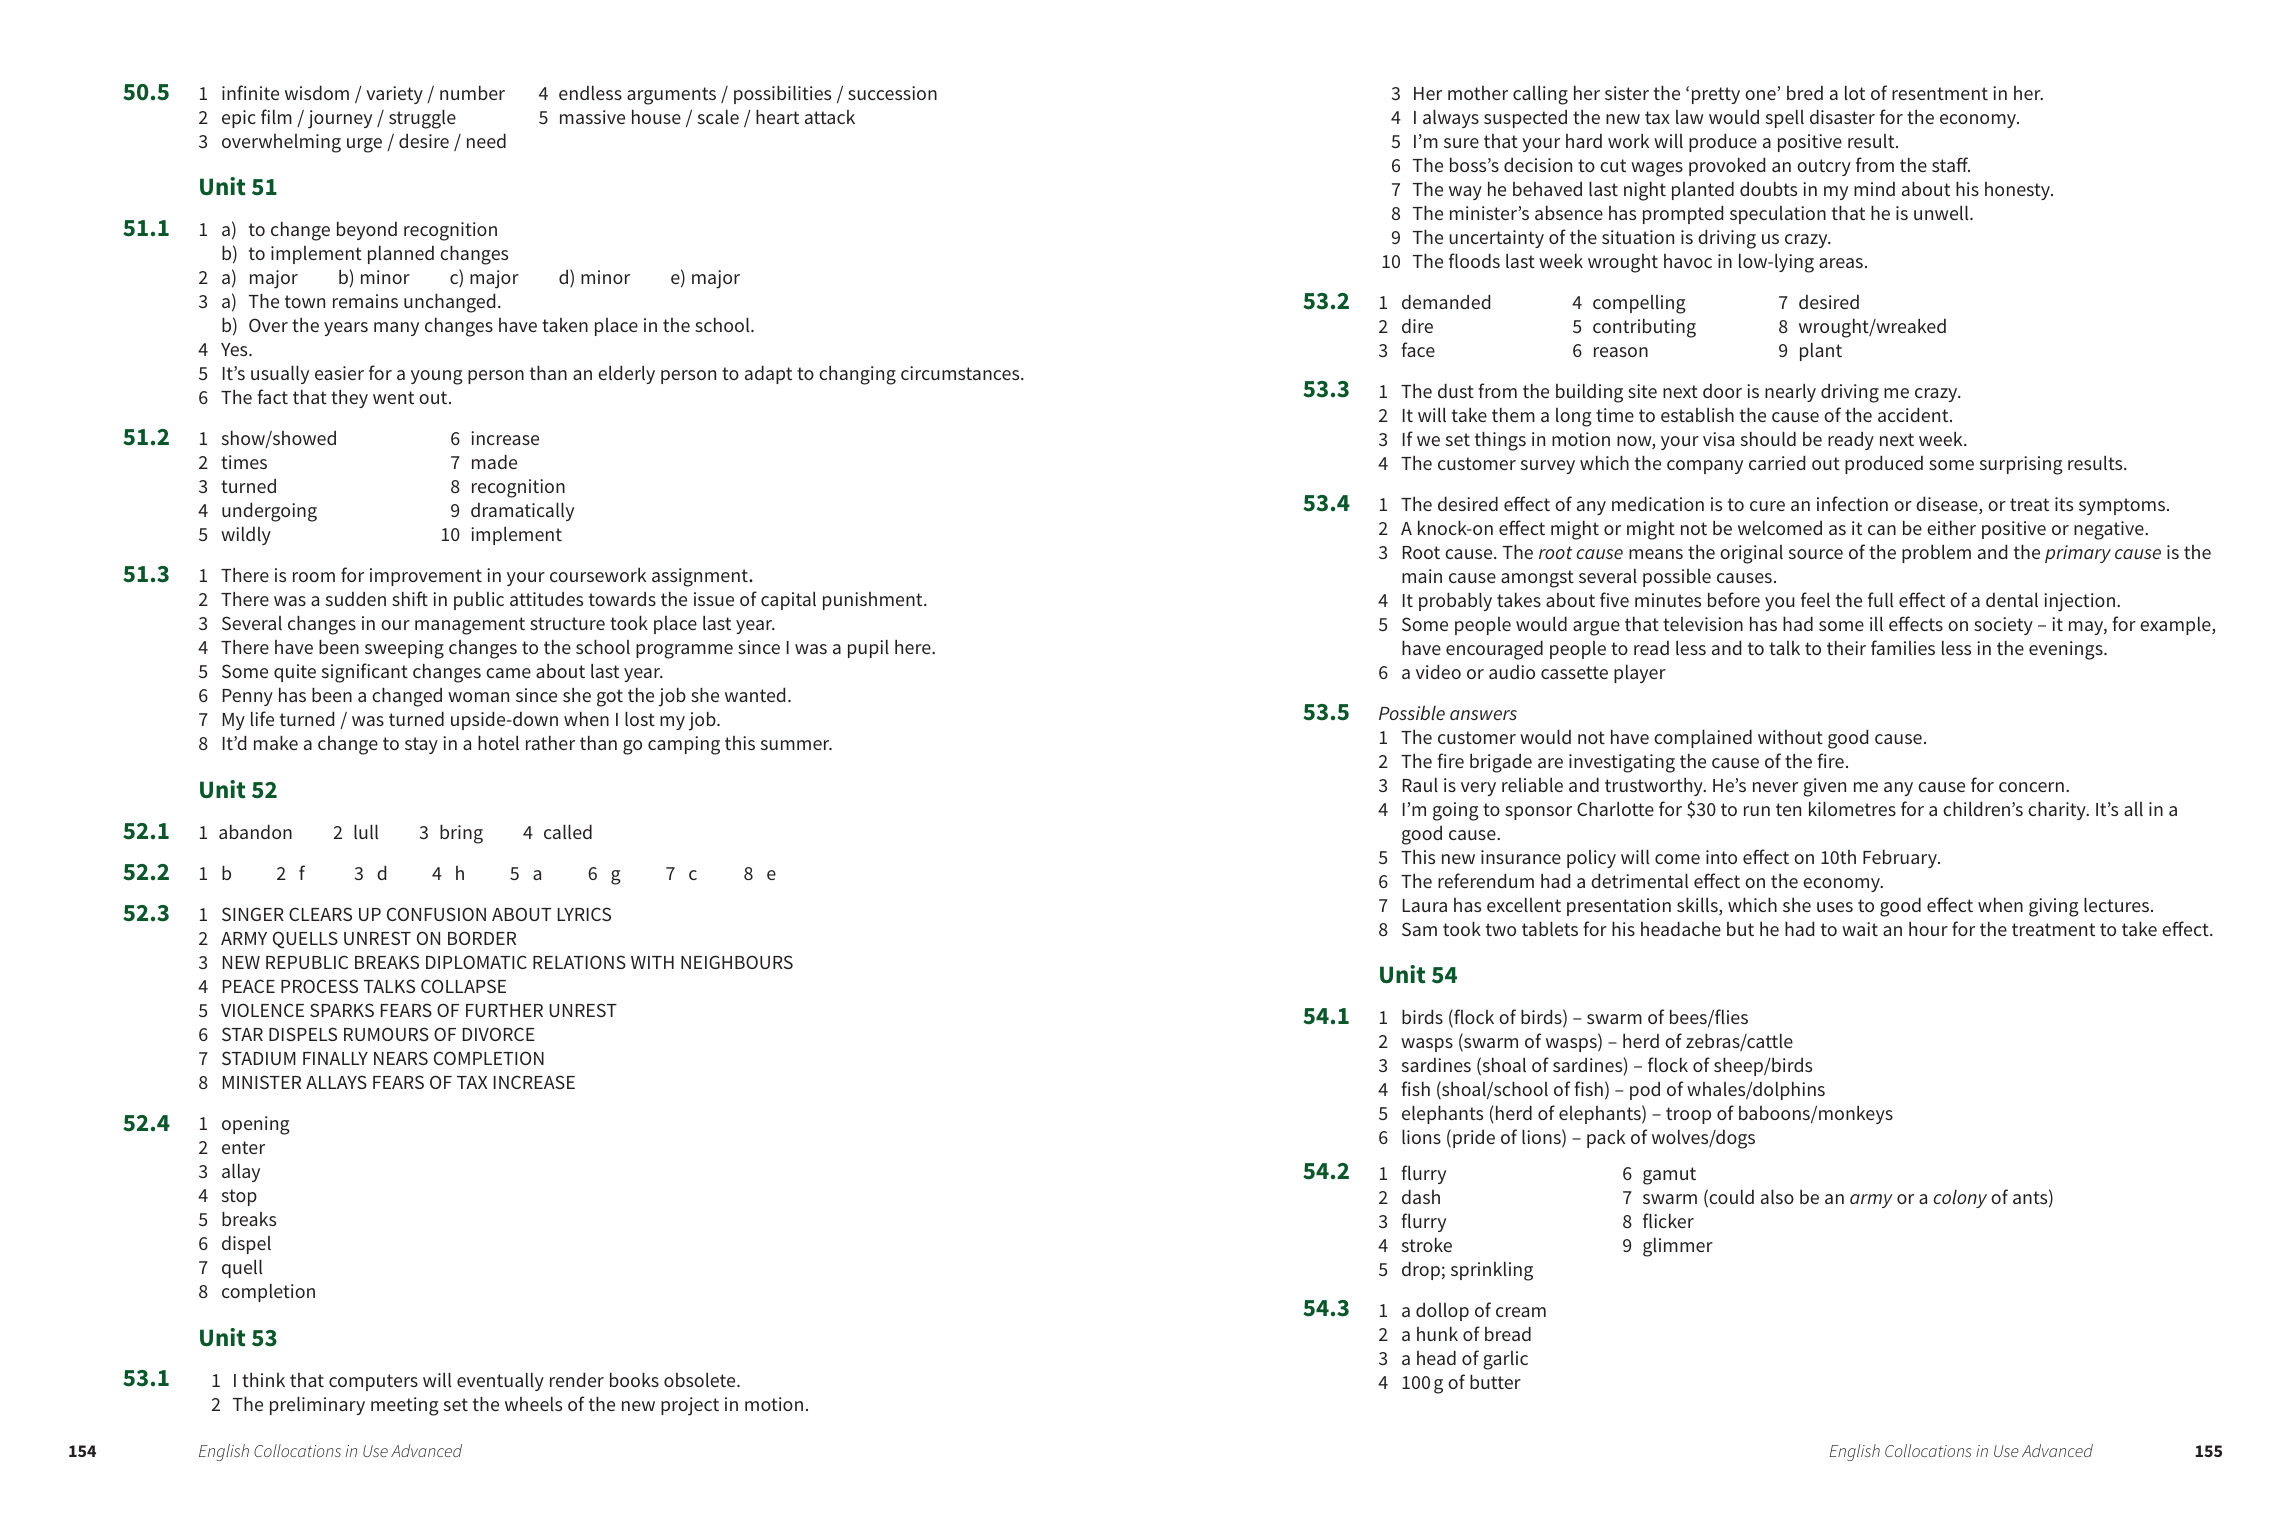 50.5 1 infinite wisdom / variety / number 4 endless arguments / possibilities / succession
2 epic film / journey / struggle 5 massive house / scale / heart attack
3 overwhelming urge / desire / need
Unit 51
51.1 1 a) to change beyond recognition
b) to implement planned changes
2 a) major b) minor c) major d) minor e) major
3 a) The town remains unchanged.
b) Over the years many changes have taken place in the school.
4 Yes.
5 It’s usually easier for a young person than an elderly person to adapt to changing circumstances.
6 The fact that they went out.
51.2 1 show/showed 6 increase
2 times 7 made
3 turned 8 recognition
4 undergoing 9 dramatically
5 wildly 10 implement
51.3 1 There is room for improvement in your coursework assignment.
2 There was a sudden shift in public attitudes towards the issue of capital punishment.
3 Several changes in our management structure took place last year.
4 There have been sweeping changes to the school programme since I was a pupil here.
5 Some quite significant changes came about last year.
6 Penny has been a changed woman since she got the job she wanted.
7 My life turned / was turned upside-down when I lost my job.
8 It’d make a change to stay in a hotel rather than go camping this summer.
Unit 52
52.1 1 abandon 2 lull 3 bring 4 called
52.2 1 b 2 f 3 d 4 h 5 a 6 g 7 c 8 e
52.3 1 SINGER CLEARS UP CONFUSION ABOUT LYRICS
2 ARMY QUELLS UNREST ON BORDER
3 NEW REPUBLIC BREAKS DIPLOMATIC RELATIONS WITH NEIGHBOURS
4 PEACE PROCESS TALKS COLLAPSE
5 VIOLENCE SPARKS FEARS OF FURTHER UNREST
6 STAR DISPELS RUMOURS OF DIVORCE
7 STADIUM FINALLY NEARS COMPLETION
8 MINISTER ALLAYS FEARS OF TAX INCREASE
52.4 1 opening
2 enter
3 allay
4 stop
5 breaks
6 dispel
7 quell
8 completion
Unit 53
53.1 1 I think that computers will eventually render books obsolete.
2 The preliminary meeting set the wheels of the new project in motion.
154 English Collocations in Use Advanced
3 Her mother calling her sister the ‘pretty one’ bred a lot of resentment in her.
4 I always suspected the new tax law would spell disaster for the economy.
5 I’m sure that your hard work will produce a positive result.
6 The boss’s decision to cut wages provoked an outcry from the staff.
7 The way he behaved last night planted doubts in my mind about his honesty.
8 The minister’s absence has prompted speculation that he is unwell.
9 The uncertainty of the situation is driving us crazy.
10 The floods last week wrought havoc in low-lying areas.
53.2 1 demanded 4 compelling 7 desired
2 dire 5 contributing 8 wrought/wreaked
3 face 6 reason 9 plant
53.3 1 The dust from the building site next door is nearly driving me crazy.
2 It will take them a long time to establish the cause of the accident.
3 If we set things in motion now, your visa should be ready next week.
4 The customer survey which the company carried out produced some surprising results.
53.4 1 The desired effect of any medication is to cure an infection or disease, or treat its symptoms.
2 A knock-on effect might or might not be welcomed as it can be either positive or negative.
3 Root cause. The root cause means the original source of the problem and the primary cause is the
main cause amongst several possible causes.
4 It probably takes about five minutes before you feel the full effect of a dental injection.
5 Some people would argue that television has had some ill effects on society – it may, for example,
have encouraged people to read less and to talk to their families less in the evenings.
6 a video or audio cassette player
53.5 Possible answers
1 The customer would not have complained without good cause.
2 The fire brigade are investigating the cause of the fire.
3 Raul is very reliable and trustworthy. He’s never given me any cause for concern.
4 I’m going to sponsor Charlotte for $30 to run ten kilometres for a children’s charity. It’s all in a
good cause.
5 This new insurance policy will come into effect on 10th February.
6 The referendum had a detrimental effect on the economy.
7 Laura has excellent presentation skills, which she uses to good effect when giving lectures.
8 Sam took two tablets for his headache but he had to wait an hour for the treatment to take effect.
Unit 54
54.1 1 birds (flock of birds) – swarm of bees/flies
2 wasps (swarm of wasps) – herd of zebras/cattle
3 sardines (shoal of sardines) – flock of sheep/birds
4 fish (shoal/school of fish) – pod of whales/dolphins
5 elephants (herd of elephants) – troop of baboons/monkeys
6 lions (pride of lions) – pack of wolves/dogs
54.2 1 flurry 6 gamut
2 dash 7 swarm (could also be an army or a colony of ants)
3 flurry 8 flicker
4 stroke 9 glimmer
5 drop; sprinkling
54.3 1 a dollop of cream
2 a hunk of bread
3 a head of garlic
4 100 g of butter
English Collocations in Use Advanced 155